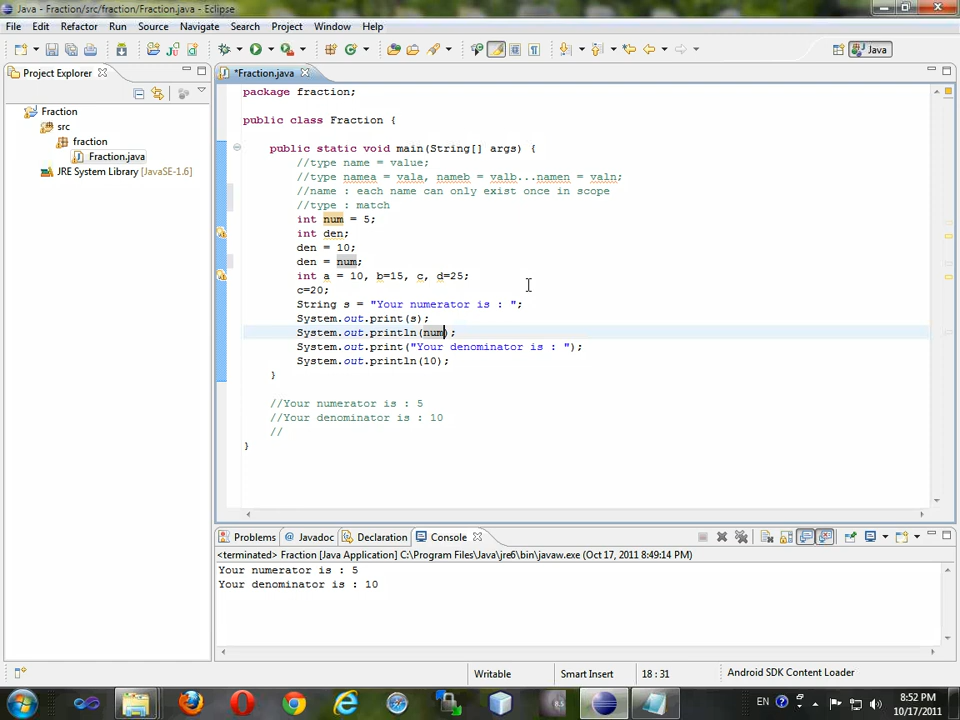 Java - Fraction/src/fraction/Fraction.java - Eclipse
File Edit Refactor Run Source Navigate Search Project Window Help
Java
Project Explorer
*Fraction.java
Fraction
src
fraction
Fraction.java
JRE System Library [JavaSE-1.6]
package fraction;
public class Fraction {
public static void main(String[] args) {
//type name = value;
//type namea = vala, nameb = valb...namen = valn;
//name : each name can only exist once in scope
//type : match
int num = 5;
int den;
den = 10;
den = num;
int a = 10, b=15, c, d=25;
c=20;
String s = "Your numerator is : ";
System.out.print(s);
System.out.println(num);
System.out.print("Your denominator is : ");
System.out.println(10);
}
//Your numerator is : 5
//Your denominator is : 10
//
}
Problems Javadoc Declaration Console
<terminated> Fraction [Java Application] C:\Program Files\Java\jre6\bin\javaw.exe (Oct 17, 2011 8:49:14 PM)
Your numerator is : 5
Your denominator is : 10
Writable Smart Insert 18 : 31 Android SDK Content Loader
EN 8:52 PM
10/17/2011